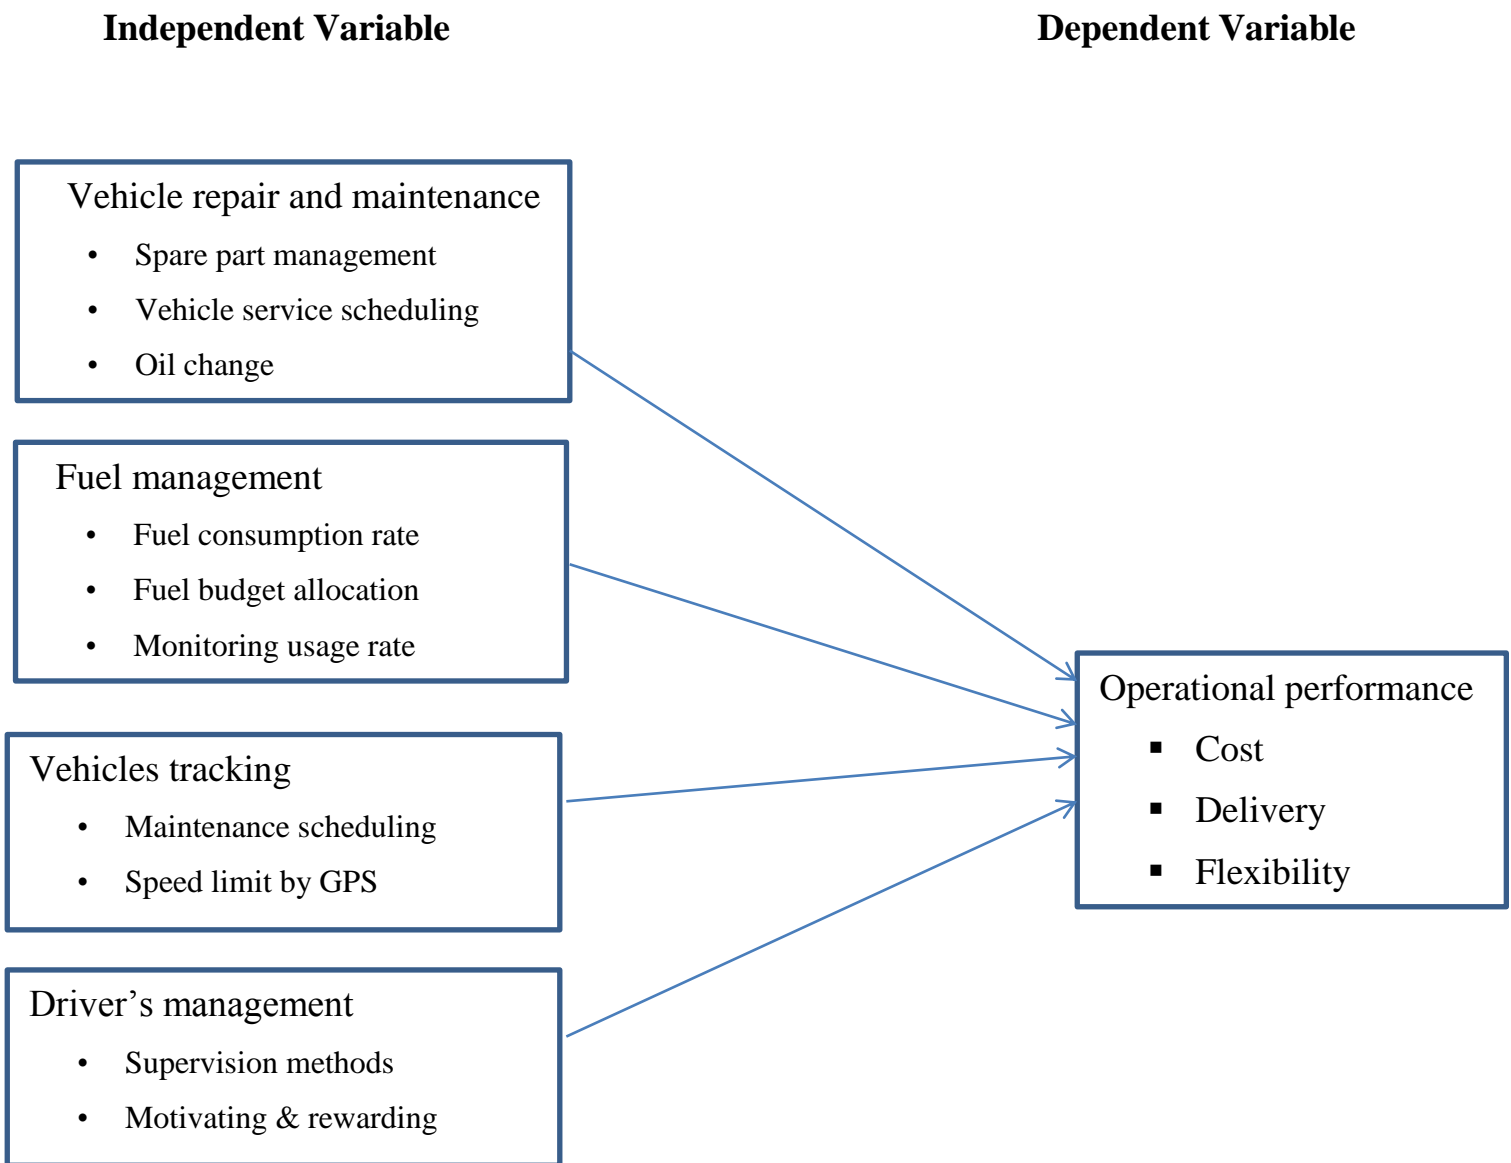 Independent Variable
Dependent Variable
Vehicle repair and maintenance
• Spare part management
• Vehicle service scheduling
• Oil change
Fuel management
• Fuel consumption rate
• Fuel budget allocation
• Monitoring usage rate
Vehicles tracking
• Maintenance scheduling
• Speed limit by GPS
Driver’s management
• Supervision methods
• Motivating & rewarding
Operational performance
▪ Cost
▪ Delivery
▪ Flexibility